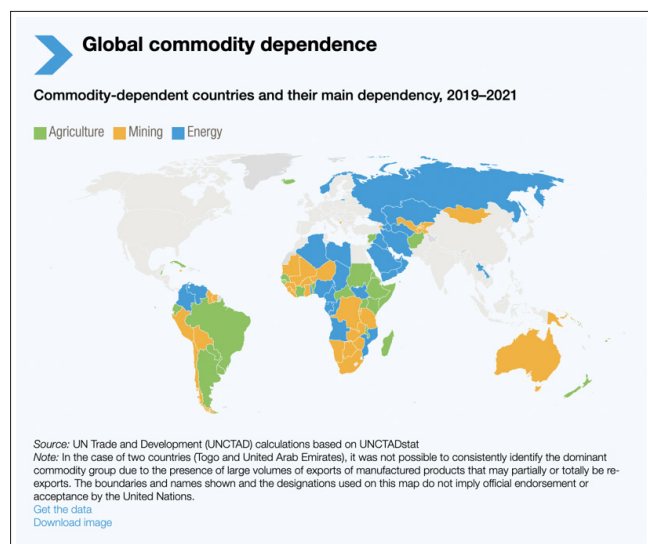 Global commodity dependence
Commodity-dependent countries and their main dependency, 2019–2021
Agriculture Mining Energy
Source: UN Trade and Development (UNCTAD) calculations based on UNCTADstat
Note: In the case of two countries (Togo and United Arab Emirates), it was not possible to consistently identify the dominant
commodity group due to the presence of large volumes of exports of manufactured products that may partially or totally be re-
exports. The boundaries and names shown and the designations used on this map do not imply official endorsement or
acceptance by the United Nations.
Get the data
Download image